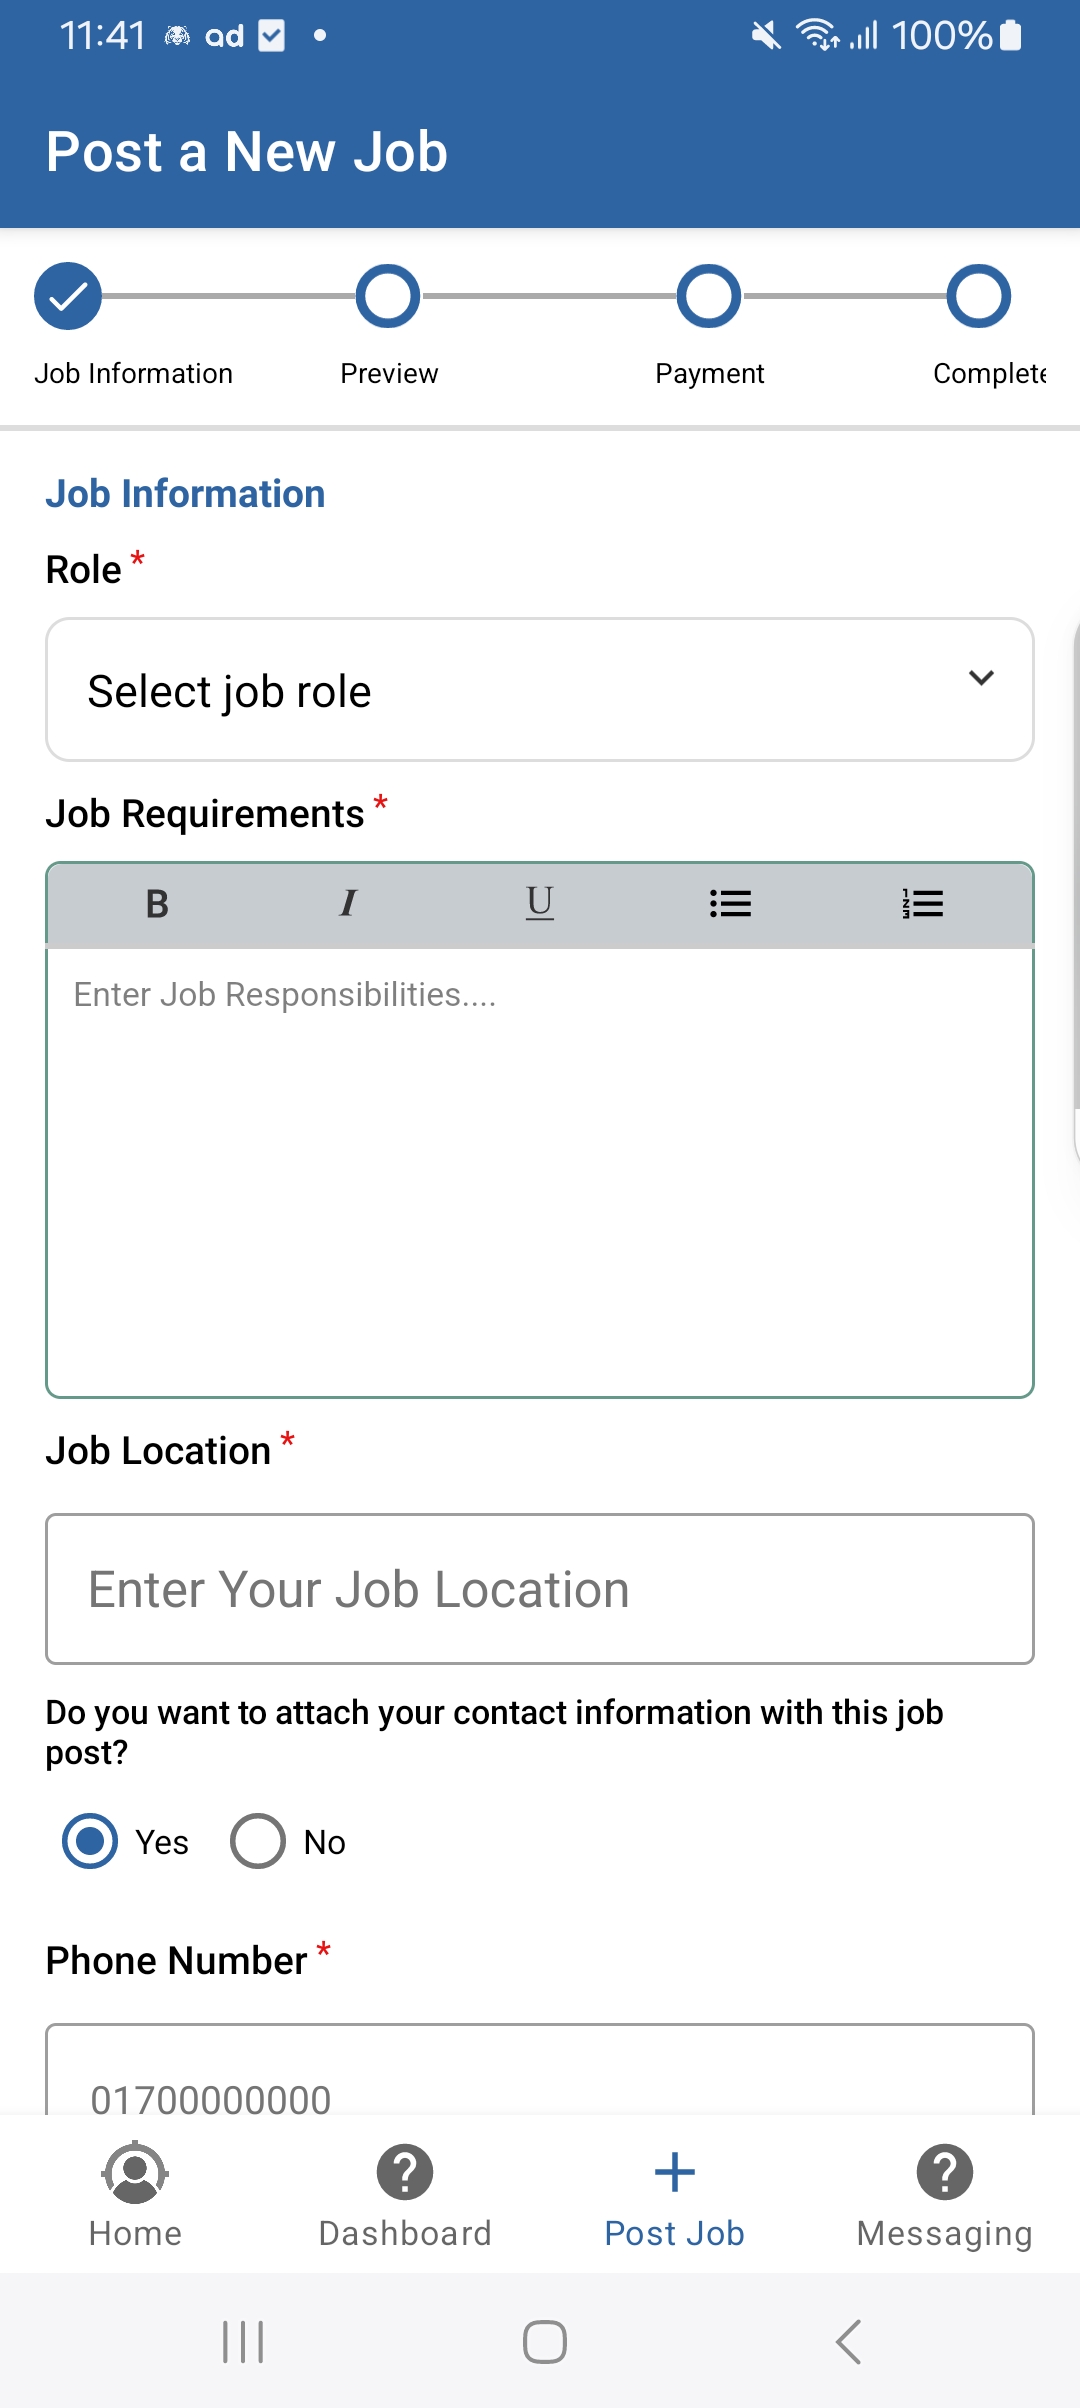 11:41 ad 100%
Post a New Job
Job Information Preview Payment Complete
Job Information
Role *
Select job role
Job Requirements *
B I U
Enter Job Responsibilities....
Job Location *
Enter Your Job Location
Do you want to attach your contact information with this job
post?
Yes No
Phone Number *
01700000000
Home Dashboard Post Job Messaging